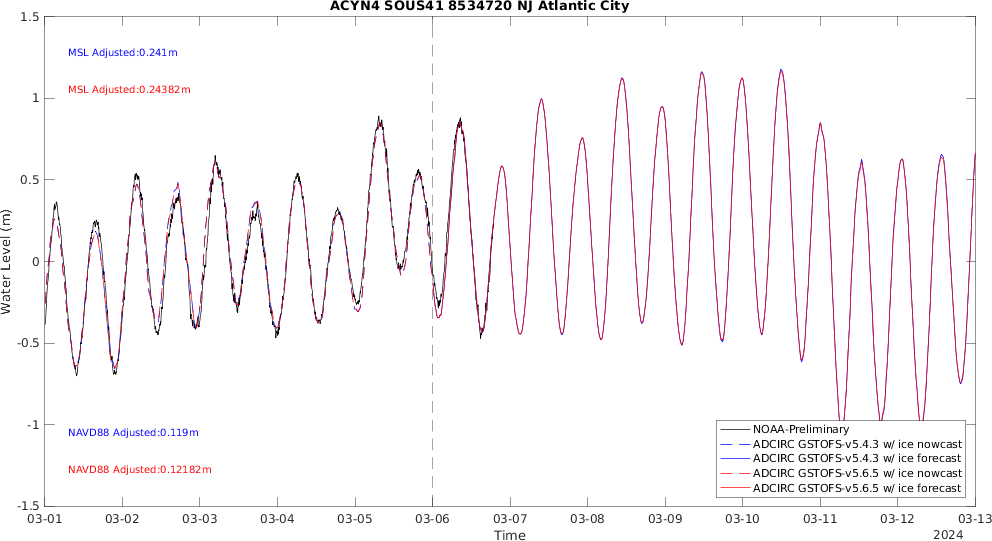 ACYN4 SOUS41 8534720 NJ Atlantic City
1.5
1
0.5
0
-0.5
-1
-1.5
Water Level (m)
MSL Adjusted:0.241m
MSL Adjusted:0.24382m
NAVD88 Adjusted:0.119m
NAVD88 Adjusted:0.12182m
NOAA-Preliminary
ADCIRC GSTOFS-v5.4.3 w/ ice nowcast
ADCIRC GSTOFS-v5.4.3 w/ ice forecast
ADCIRC GSTOFS-v5.6.5 w/ ice nowcast
ADCIRC GSTOFS-v5.6.5 w/ ice forecast
03-01 03-02 03-03 03-04 03-05 03-06 03-07 03-08 03-09 03-10 03-11 03-12 03-13
Time
2024